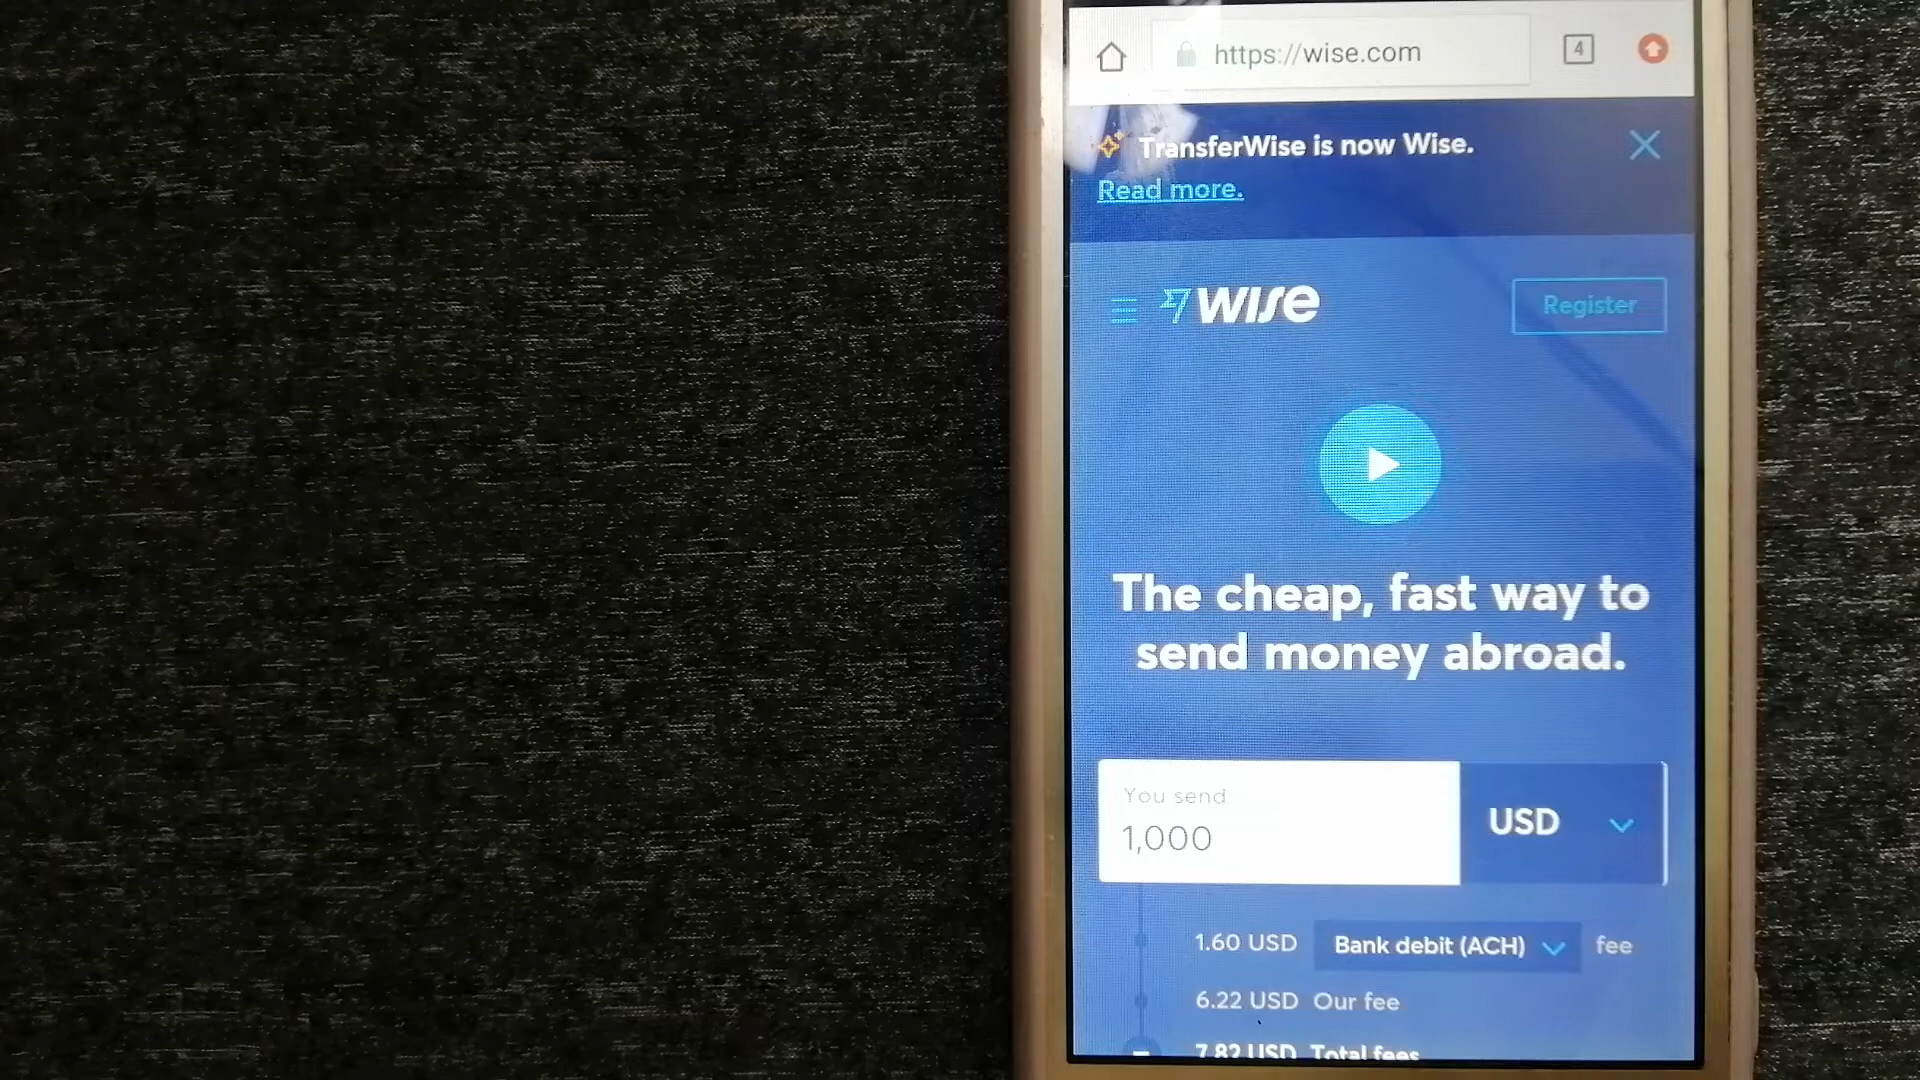 https://wise.com
4
TransferWise is now Wise.
Read more.
wise
Register
The cheap, fast way to
send money abroad.
You send
1,000
USD
1.60 USD Bank debit (ACH) fee
6.22 USD Our fee
7.82 USD Total fees